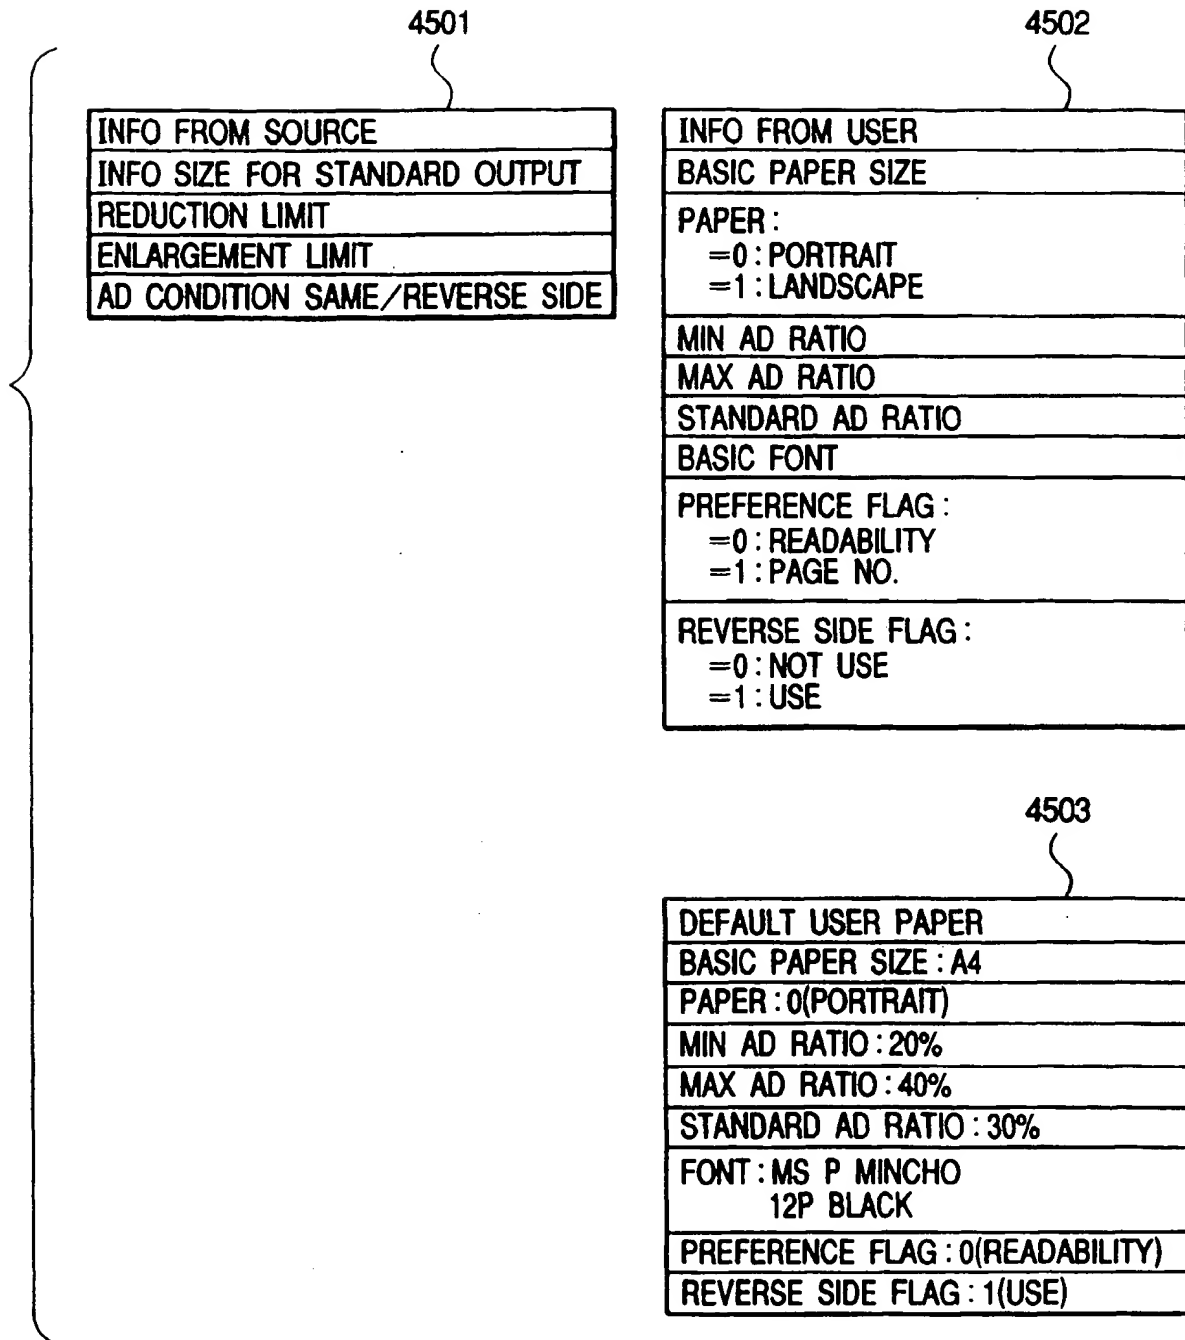 4501
INFO FROM SOURCE
INFO SIZE FOR STANDARD OUTPUT
REDUCTION LIMIT
ENLARGEMENT LIMIT
AD CONDITION SAME/REVERSE SIDE
4502
INFO FROM USER
BASIC PAPER SIZE
PAPER :
=0 : PORTRAIT
=1 : LANDSCAPE
MIN AD RATIO
MAX AD RATIO
STANDARD AD RATIO
BASIC FONT
PREFERENCE FLAG :
=0 : READABILITY
=1 : PAGE NO.
REVERSE SIDE FLAG :
=0 : NOT USE
=1 : USE
4503
DEFAULT USER PAPER
BASIC PAPER SIZE : A4
PAPER : 0(PORTRAIT)
MIN AD RATIO : 20%
MAX AD RATIO : 40%
STANDARD AD RATIO : 30%
FONT : MS P MINCHO
12P BLACK
PREFERENCE FLAG : 0(READABILITY)
REVERSE SIDE FLAG : 1(USE)